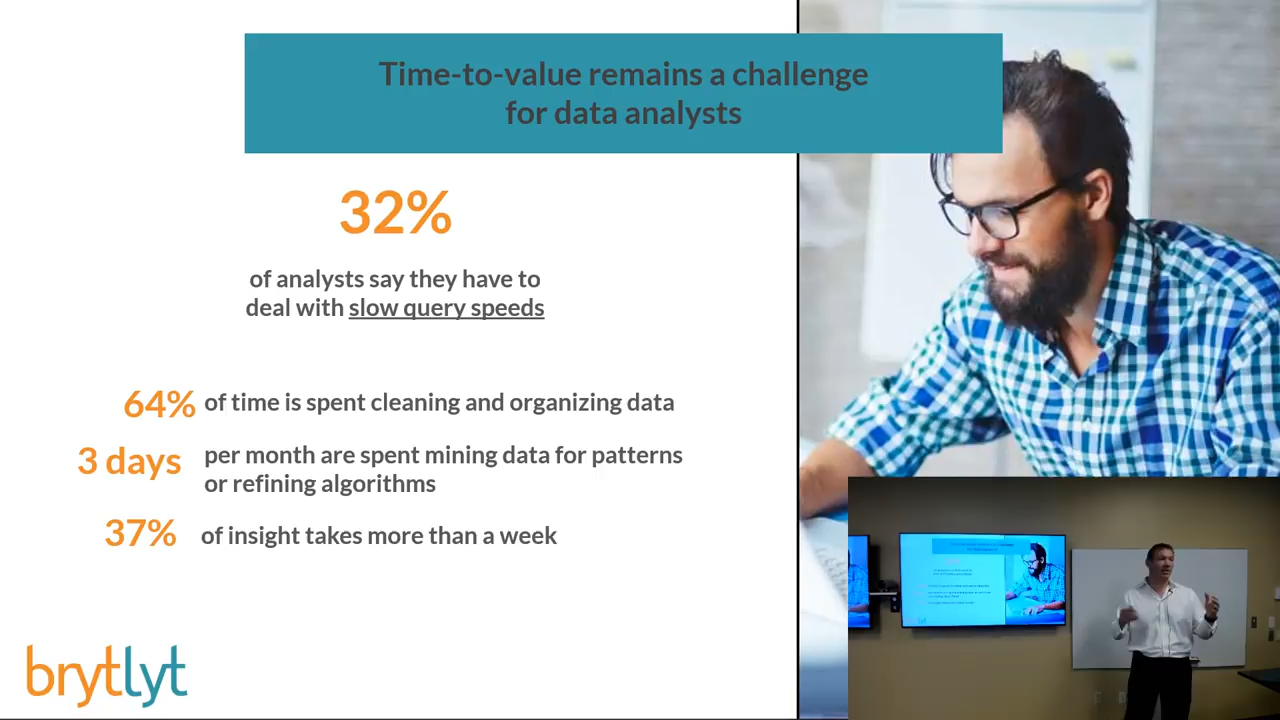 Time-to-value remains a challenge
for data analysts
32%
of analysts say they have to
deal with slow query speeds
64% of time is spent cleaning and organizing data
3 days per month are spent mining data for patterns
or refining algorithms
37% of insight takes more than a week
brytlyt